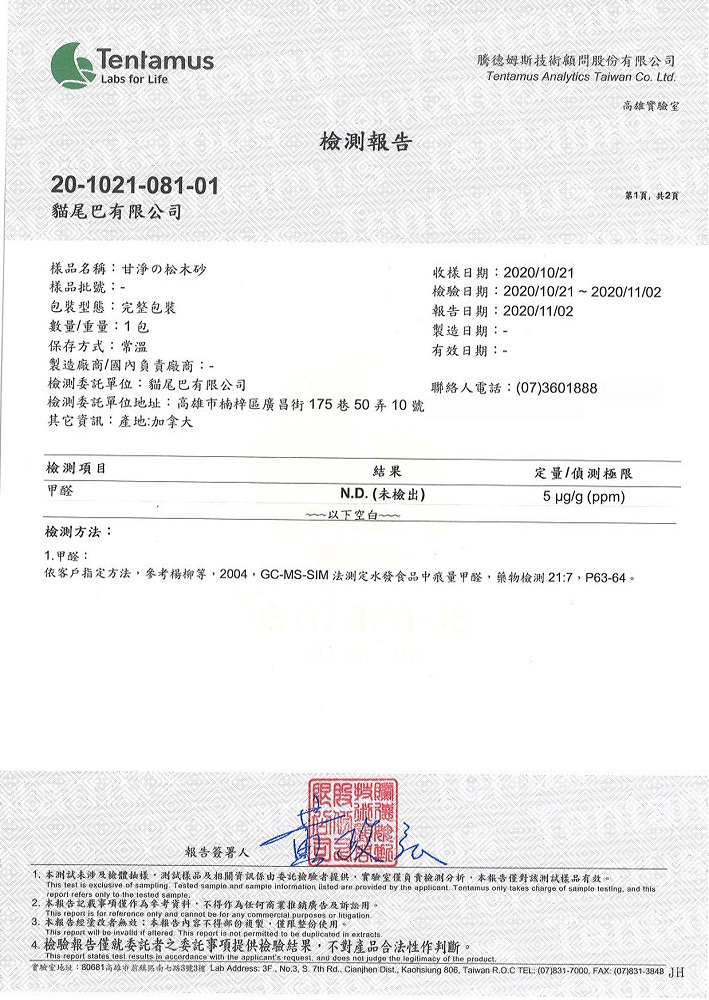 Tentamus
Labs for Life
騰德姆斯技術顧問股份有限公司
Tentamus Analytics Taiwan Co. Ltd.
高雄實驗室
檢測報告
20-1021-081-01
貓尾巴有限公司
第1頁, 共2頁
樣品名稱：甘淨の松木砂
樣品批號：-
包裝型態：完整包裝
數量/重量：1 包
保存方式：常溫
製造廠商/國內負責廠商：-
檢測委託單位：貓尾巴有限公司
檢測委託單位地址：高雄市楠梓區廣昌街 175 巷 50 弄 10 號
其它資訊：產地:加拿大
收樣日期：2020/10/21
檢驗日期：2020/10/21 ~ 2020/11/02
報告日期：2020/11/02
製造日期：-
有效日期：-
聯絡人電話：(07)3601888
檢測項目 結果 定量/偵測極限
甲醛 N.D. (未檢出) 5 µg/g (ppm)
~~~以下空白~~~
檢測方法：
1.甲醛：
依客戶指定方法，參考楊柳等，2004，GC-MS-SIM 法測定水發食品中痕量甲醛，藥物檢測 21:7，P63-64。
報告簽署人
1. 本測試未涉及檢體抽樣，測試樣品及相關資訊係由委託檢驗者提供，實驗室僅負責檢測分析，本報告僅對該測試樣品有效。
This test is exclusive of sampling. Tested sample and sample information listed are provided by the applicant. Tentamus only takes charge of sample testing, and this
report refers only to the tested sample.
2. 本報告記載事項僅作為參考資料，不得作為任何商業推銷廣告及訴訟用。
This report is for reference only and cannot be for any commercial purposes or litigation.
3. 本報告經塗改者無效；本報告內容不得部份複製，僅限整份使用。
This report will be invalid if altered. This report is not permitted to be duplicated in extracts.
4. 檢驗報告僅就委託者之委託事項提供檢驗結果，不對產品合法性作判斷。
This report states test results in accordance with the applicant's request, and does not judge the legitimacy of the product.
實驗室地址：80681高雄市前鎮區南七路3號3樓 Lab Address: 3F., No.3, S. 7th Rd., Cianjhen Dist., Kaohsiung 806, Taiwan R.O.C TEL: (07)831-7000, FAX: (07)831-3848 JH